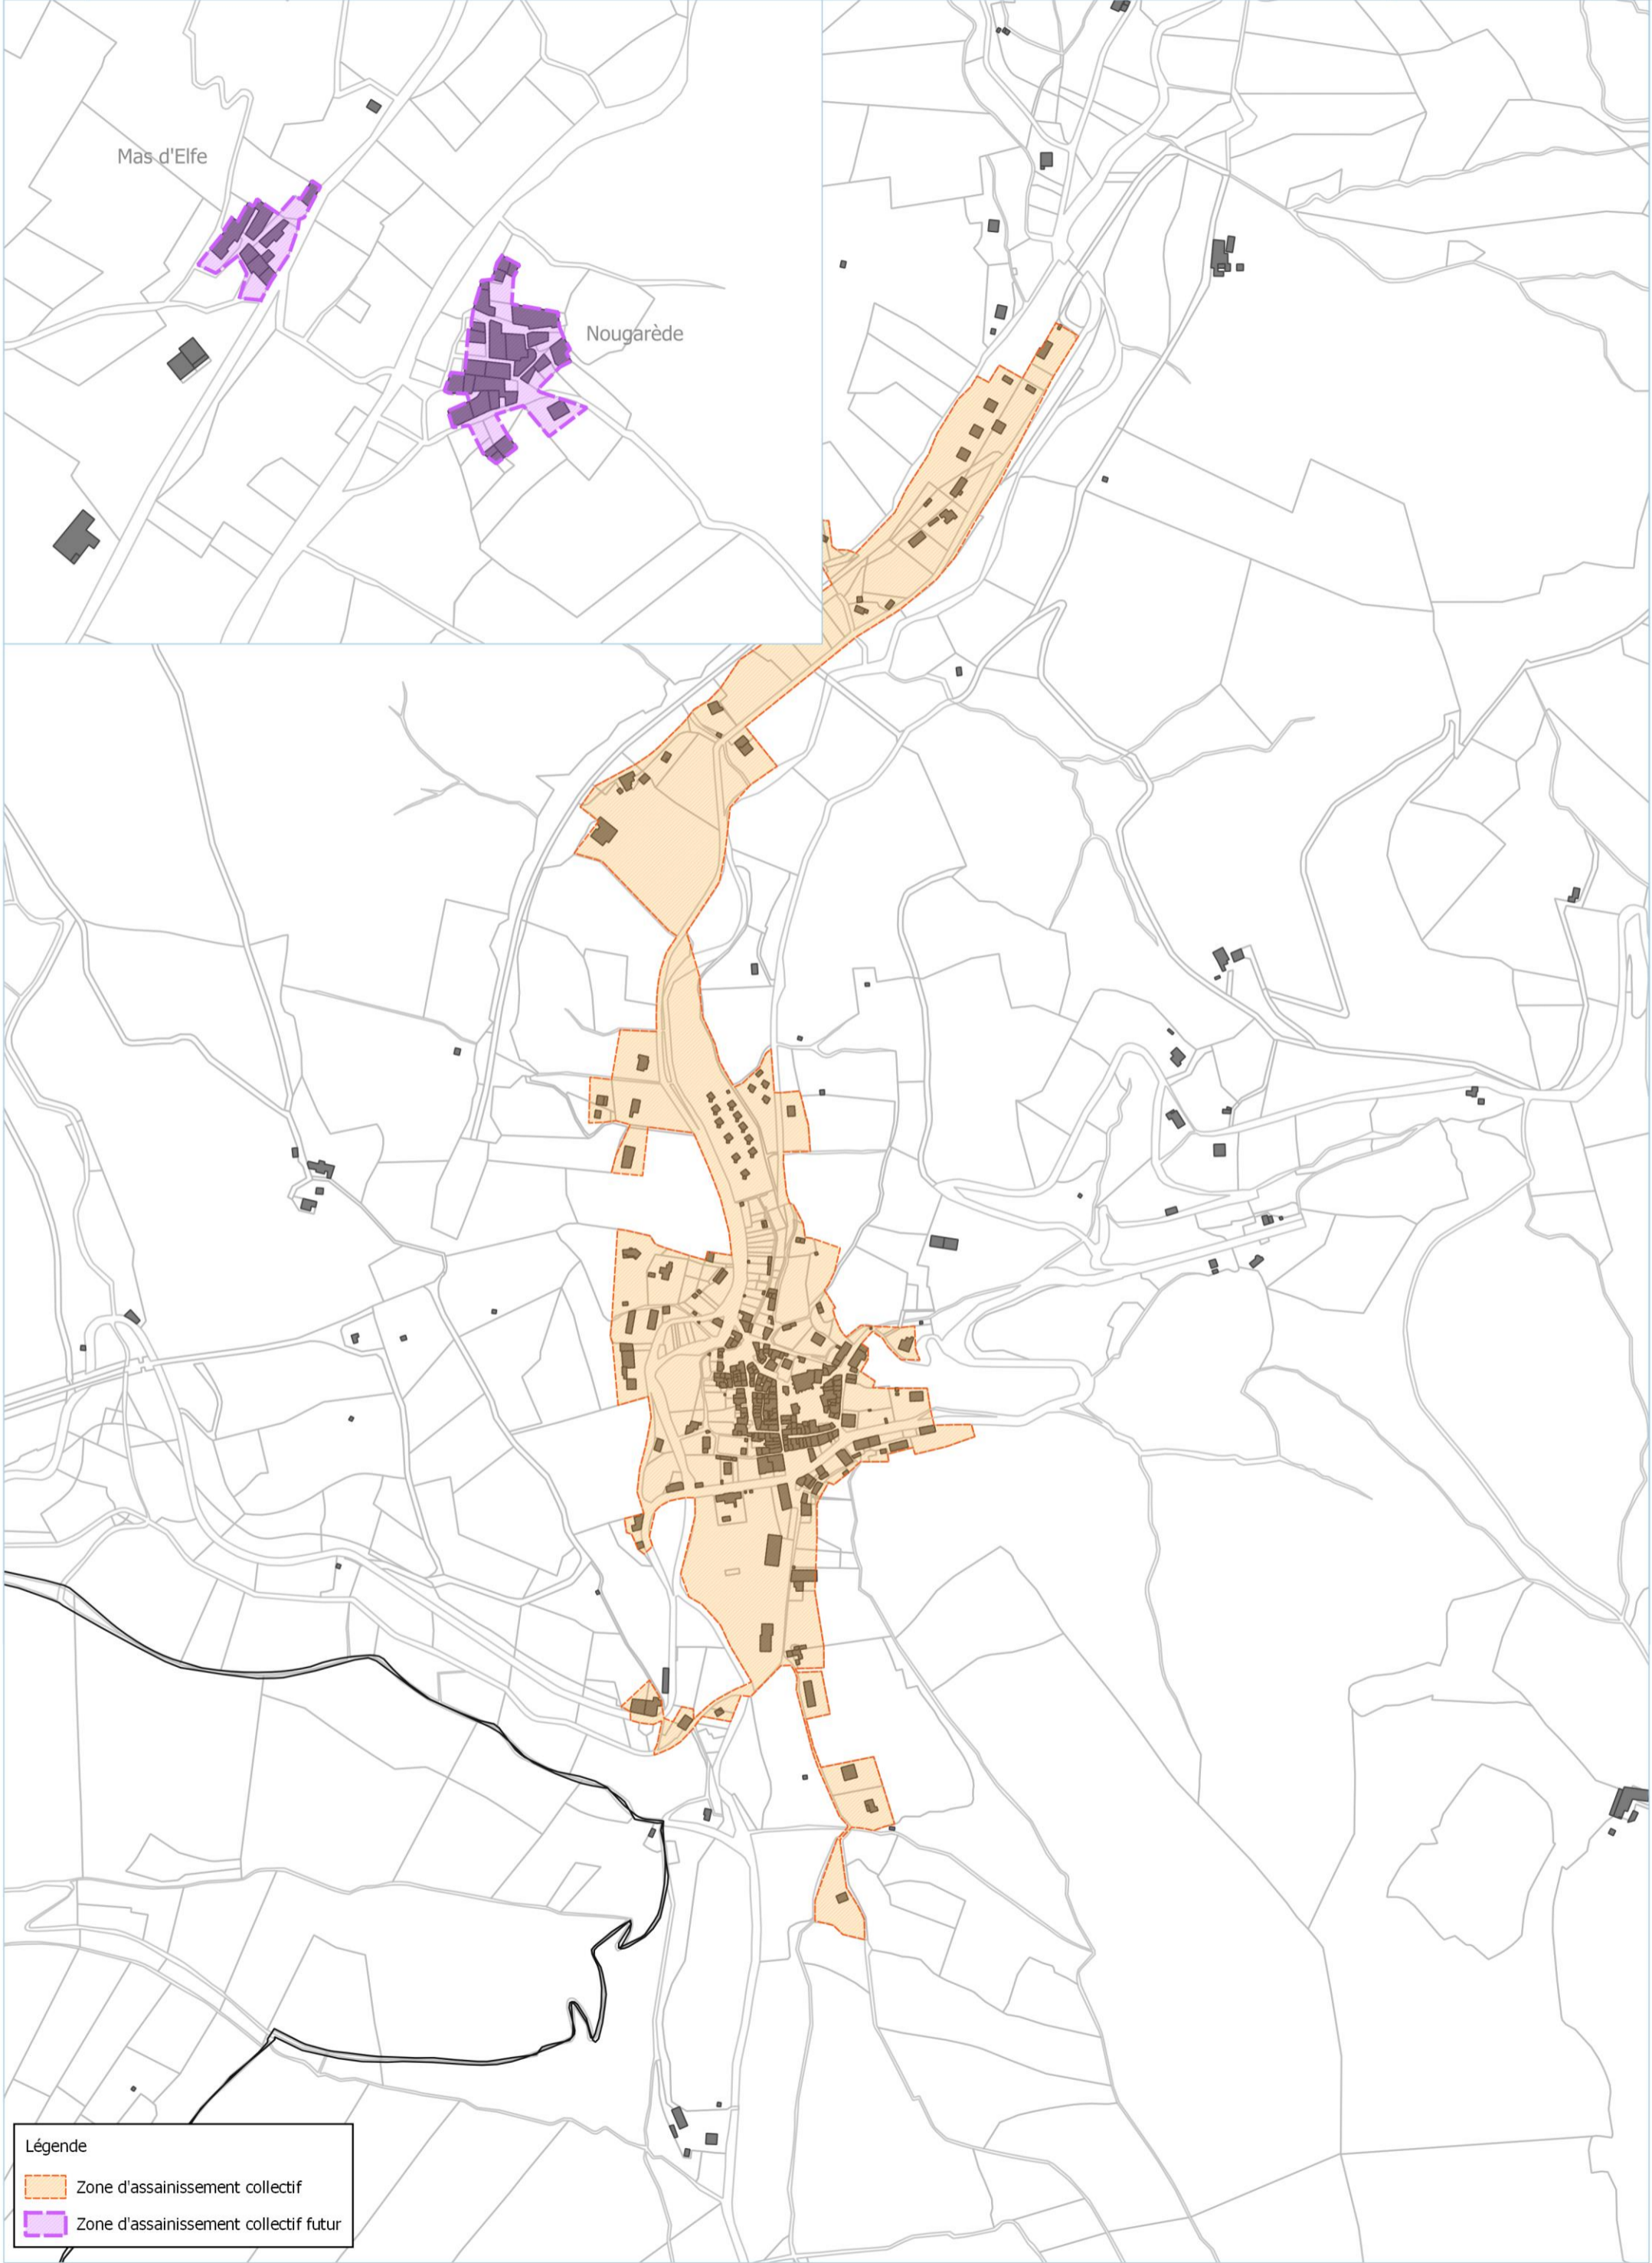 Mas d'Elfe
Nougarède
Légende
Zone d'assainissement collectif
Zone d'assainissement collectif futur